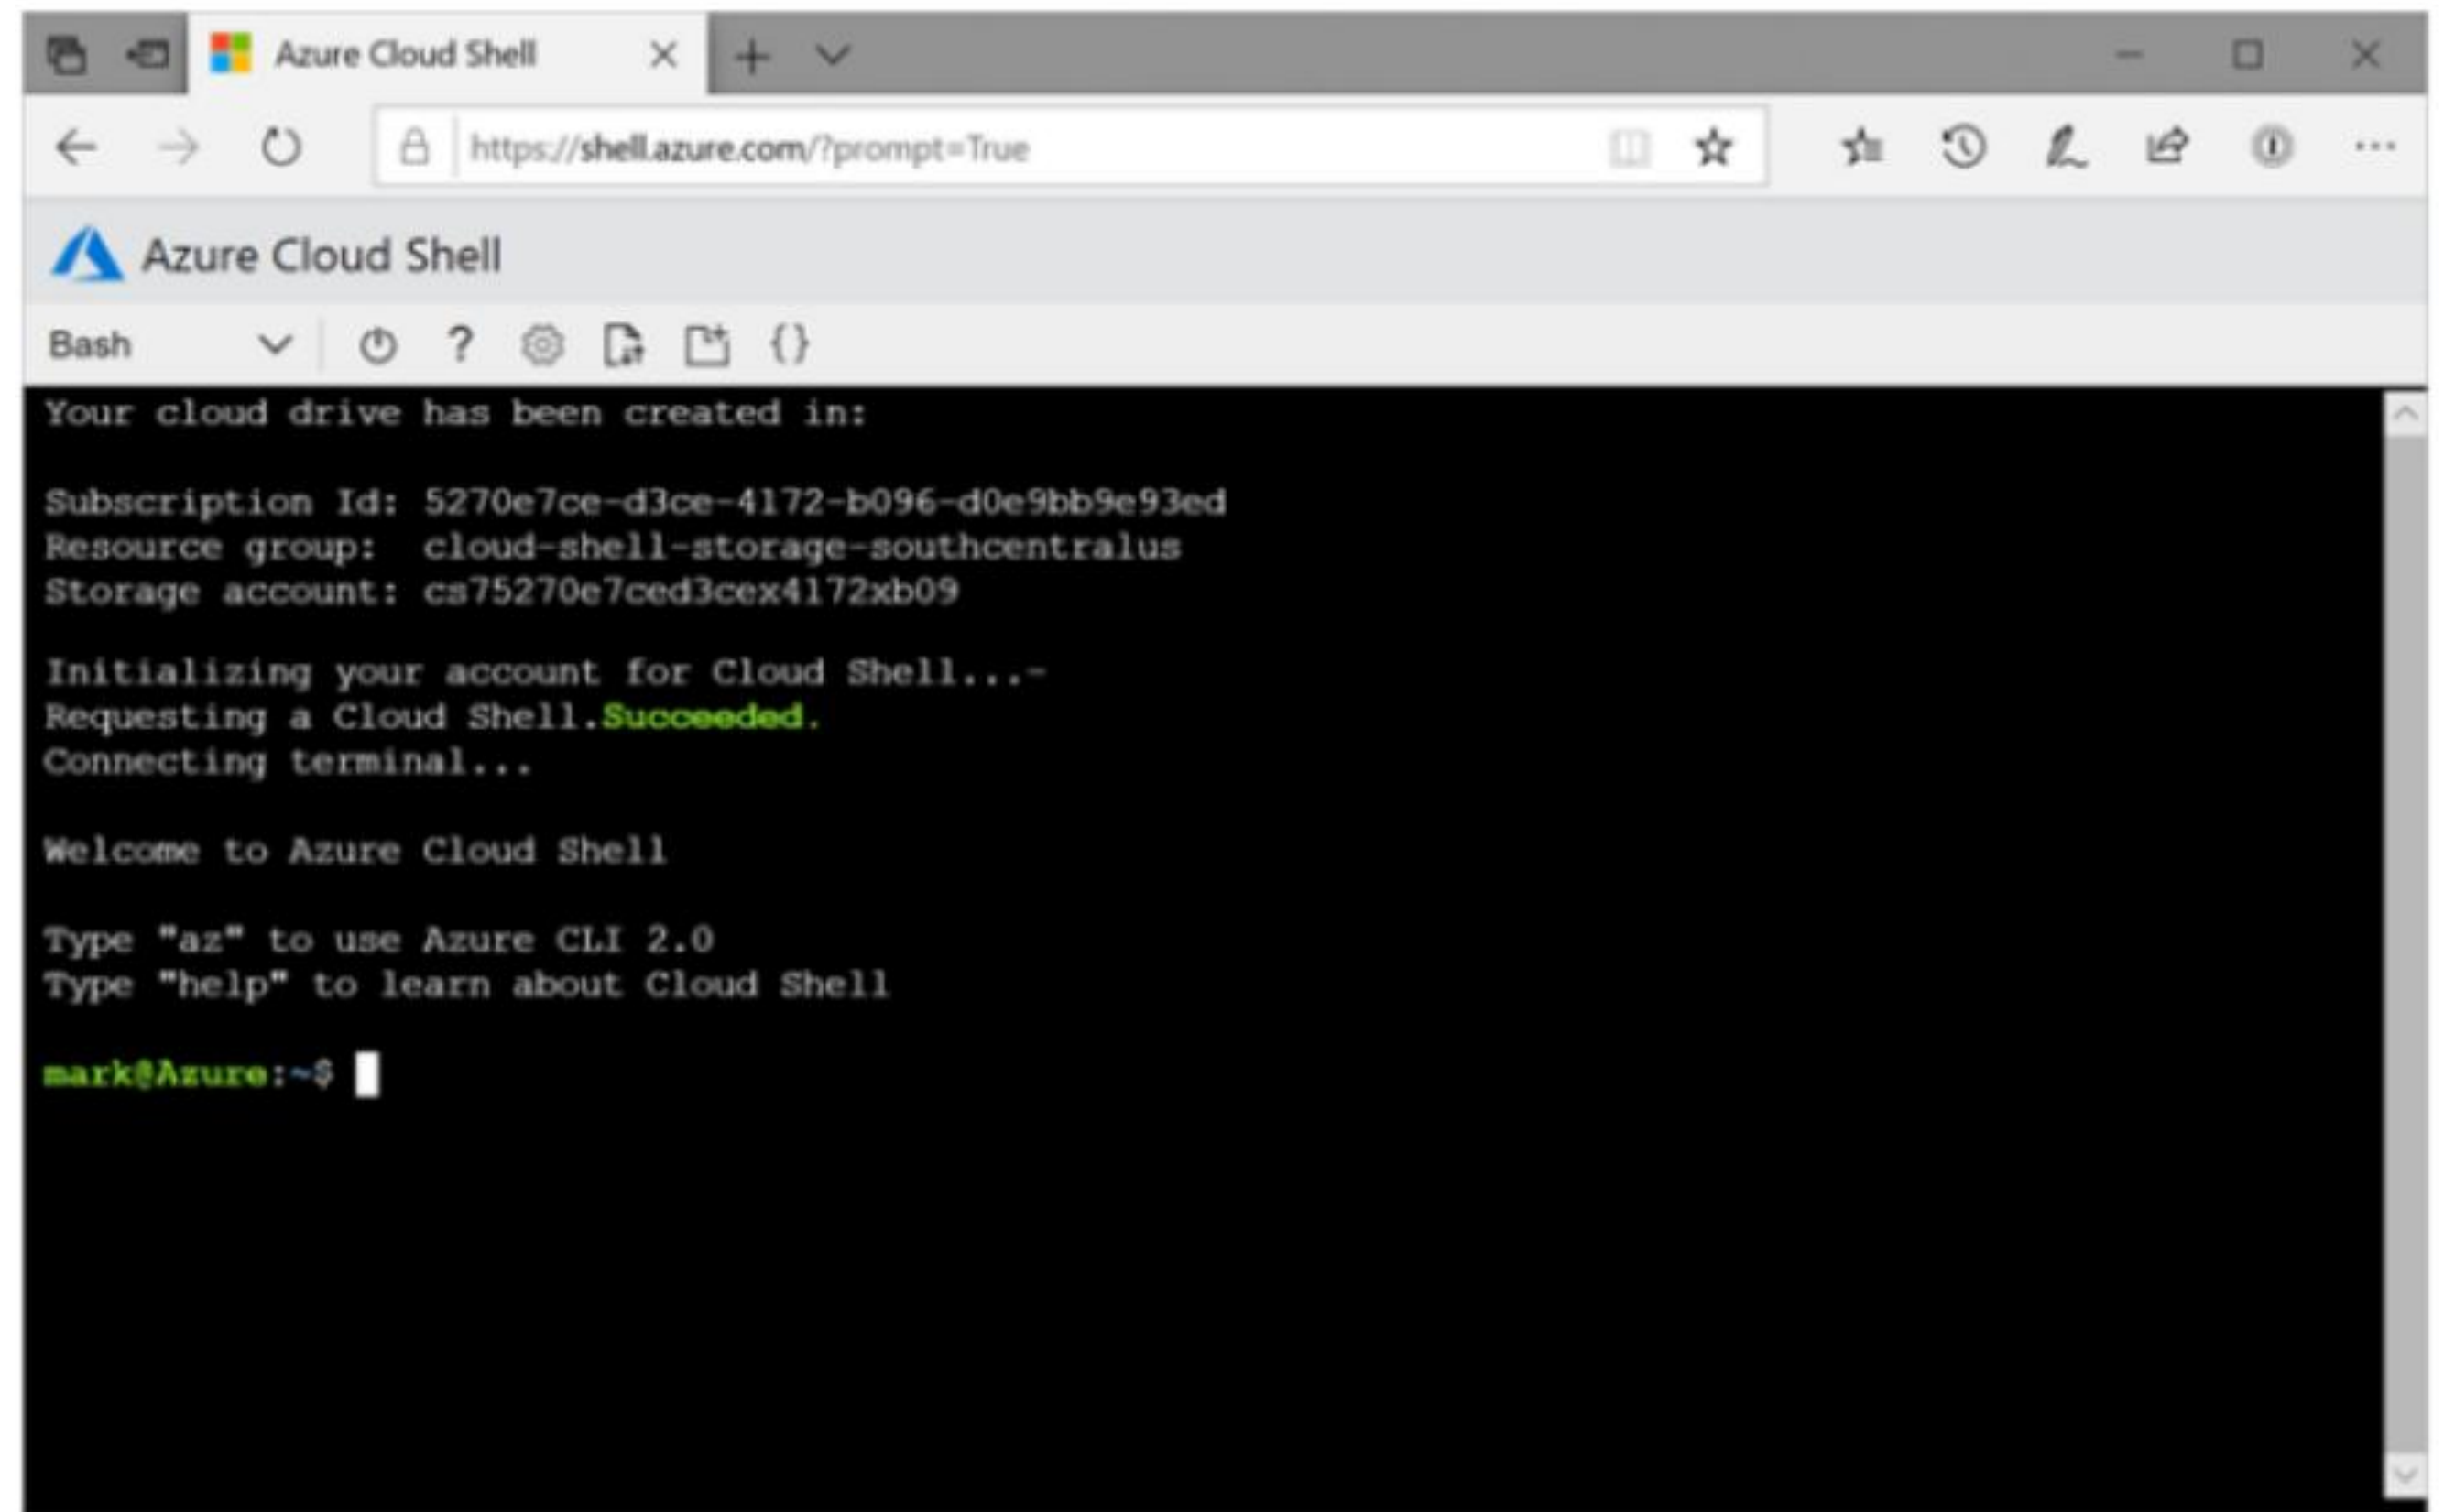 Azure Cloud Shell
https://shell.azure.com/?prompt=True
Azure Cloud Shell
Bash ? {}
Your cloud drive has been created in:
Subscription Id: 5270e7ce-d3ce-4172-b096-d0e9bb9e93ed
Resource group: cloud-shell-storage-southcentralus
Storage account: cs75270e7ced3cex4172xb09
Initializing your account for Cloud Shell...-
Requesting a Cloud Shell.Succeeded.
Connecting terminal...
Welcome to Azure Cloud Shell
Type "az" to use Azure CLI 2.0
Type "help" to learn about Cloud Shell
mark@Azure:~$